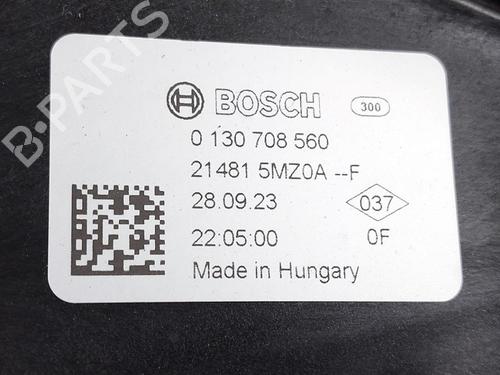 BOSCH 300
0 130 708 560
21481 5MZ0A --F
28.09.23 037
22:05:00 0F
Made in Hungary
B-PARTS